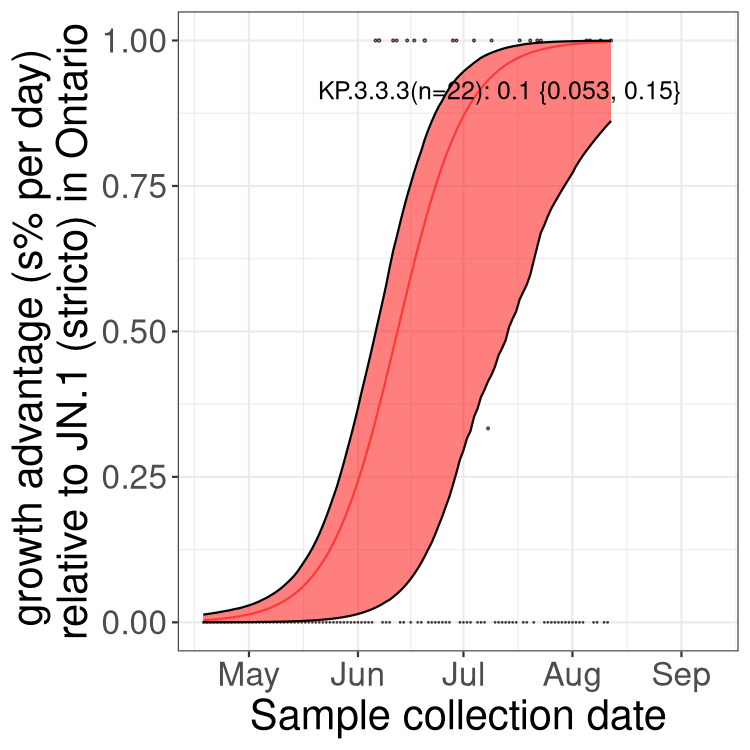 growth advantage (s% per day)
relative to JN.1 (stricto) in Ontario
1.00
0.75
0.50
0.25
0.00
KP.3.3.3(n=22): 0.1 {0.053, 0.15}
May Jun Jul Aug Sep
Sample collection date